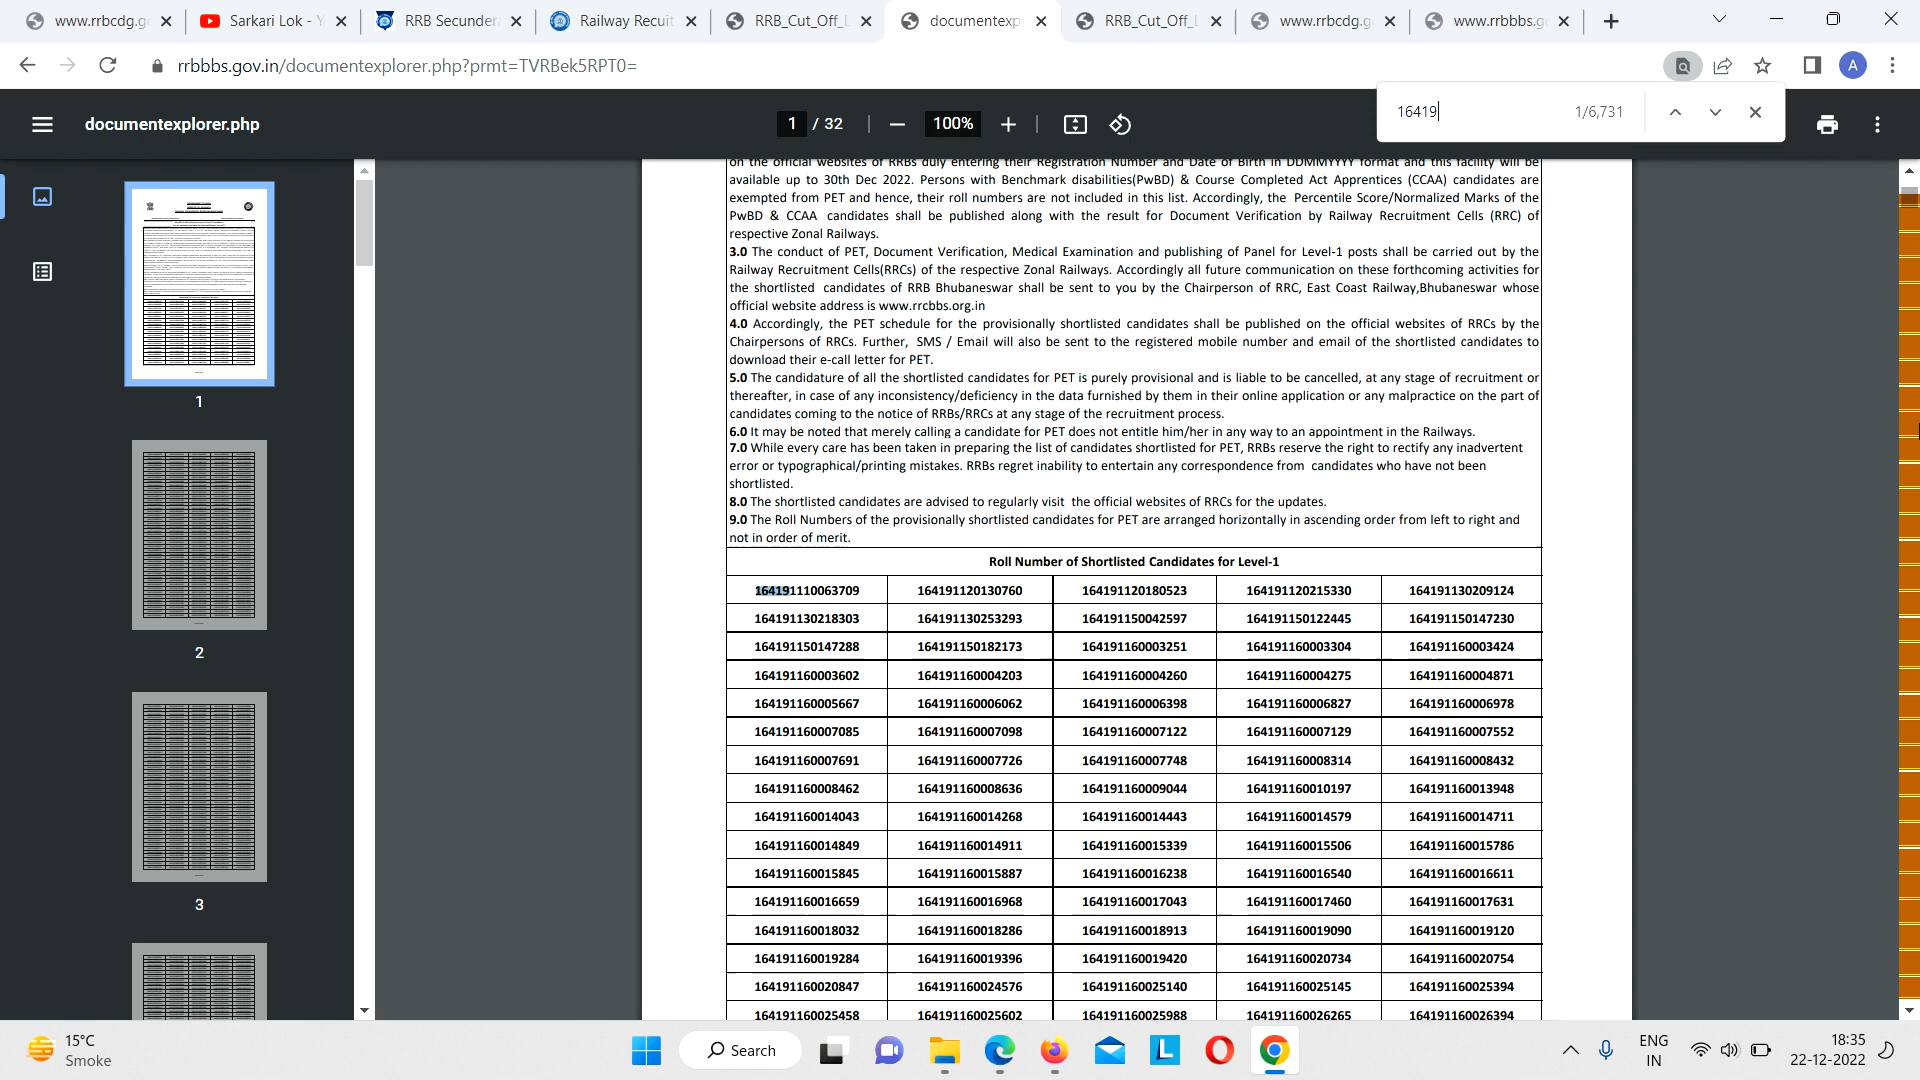 www.rrbcdg.g
Sarkari Lok - Y
RRB Secunder
Railway Recuit
RRB_Cut_Off_L
documentexp
RRB_Cut_Off_L
www.rrbcdg.g
www.rrbbbs.g
rrbbbs.gov.in/documentexplorer.php?prmt=TVRBek5RPT0=
A
16419
1/6,731
documentexplorer.php
1 / 32
100%
on the official websites of RRBs duly entering their Registration Number and Date of Birth in DDMMYYYY format and this facility will be
available up to 30th Dec 2022. Persons with Benchmark disabilities(PwBD) & Course Completed Act Apprentices (CCAA) candidates are
exempted from PET and hence, their roll numbers are not included in this list. Accordingly, the Percentile Score/Normalized Marks of the
PwBD & CCAA candidates shall be published along with the result for Document Verification by Railway Recruitment Cells (RRC) of
respective Zonal Railways.
3.0 The conduct of PET, Document Verification, Medical Examination and publishing of Panel for Level-1 posts shall be carried out by the
Railway Recruitment Cells(RRCs) of the respective Zonal Railways. Accordingly all future communication on these forthcoming activities for
the shortlisted candidates of RRB Bhubaneswar shall be sent to you by the Chairperson of RRC, East Coast Railway,Bhubaneswar whose
official website address is www.rrcbbs.org.in
4.0 Accordingly, the PET schedule for the provisionally shortlisted candidates shall be published on the official websites of RRCs by the
Chairpersons of RRCs. Further, SMS / Email will also be sent to the registered mobile number and email of the shortlisted candidates to
download their e-call letter for PET.
5.0 The candidature of all the shortlisted candidates for PET is purely provisional and is liable to be cancelled, at any stage of recruitment or
thereafter, in case of any inconsistency/deficiency in the data furnished by them in their online application or any malpractice on the part of
candidates coming to the notice of RRBs/RRCs at any stage of the recruitment process.
6.0 It may be noted that merely calling a candidate for PET does not entitle him/her in any way to an appointment in the Railways.
7.0 While every care has been taken in preparing the list of candidates shortlisted for PET, RRBs reserve the right to rectify any inadvertent
error or typographical/printing mistakes. RRBs regret inability to entertain any correspondence from candidates who have not been
shortlisted.
8.0 The shortlisted candidates are advised to regularly visit the official websites of RRCs for the updates.
9.0 The Roll Numbers of the provisionally shortlisted candidates for PET are arranged horizontally in ascending order from left to right and
not in order of merit.
Roll Number of Shortlisted Candidates for Level-1
164191110063709 164191120130760 164191120180523 164191120215330 164191130209124
164191130218303 164191130253293 164191150042597 164191150122445 164191150147230
164191150147288 164191150182173 164191160003251 164191160003304 164191160003424
164191160003602 164191160004203 164191160004260 164191160004275 164191160004871
164191160005667 164191160006062 164191160006398 164191160006827 164191160006978
164191160007085 164191160007098 164191160007122 164191160007129 164191160007552
164191160007691 164191160007726 164191160007748 164191160008314 164191160008432
164191160008462 164191160008636 164191160009044 164191160010197 164191160013948
164191160014043 164191160014268 164191160014443 164191160014579 164191160014711
164191160014849 164191160014911 164191160015339 164191160015506 164191160015786
164191160015845 164191160015887 164191160016238 164191160016540 164191160016611
164191160016659 164191160016968 164191160017043 164191160017460 164191160017631
164191160018032 164191160018286 164191160018913 164191160019090 164191160019120
164191160019284 164191160019396 164191160019420 164191160020734 164191160020754
164191160020847 164191160024576 164191160025140 164191160025145 164191160025394
164191160025458 164191160025602 164191160025988 164191160026265 164191160026394
1
2
3
15°C
Smoke
Search
L
ENG
IN
18:35
22-12-2022